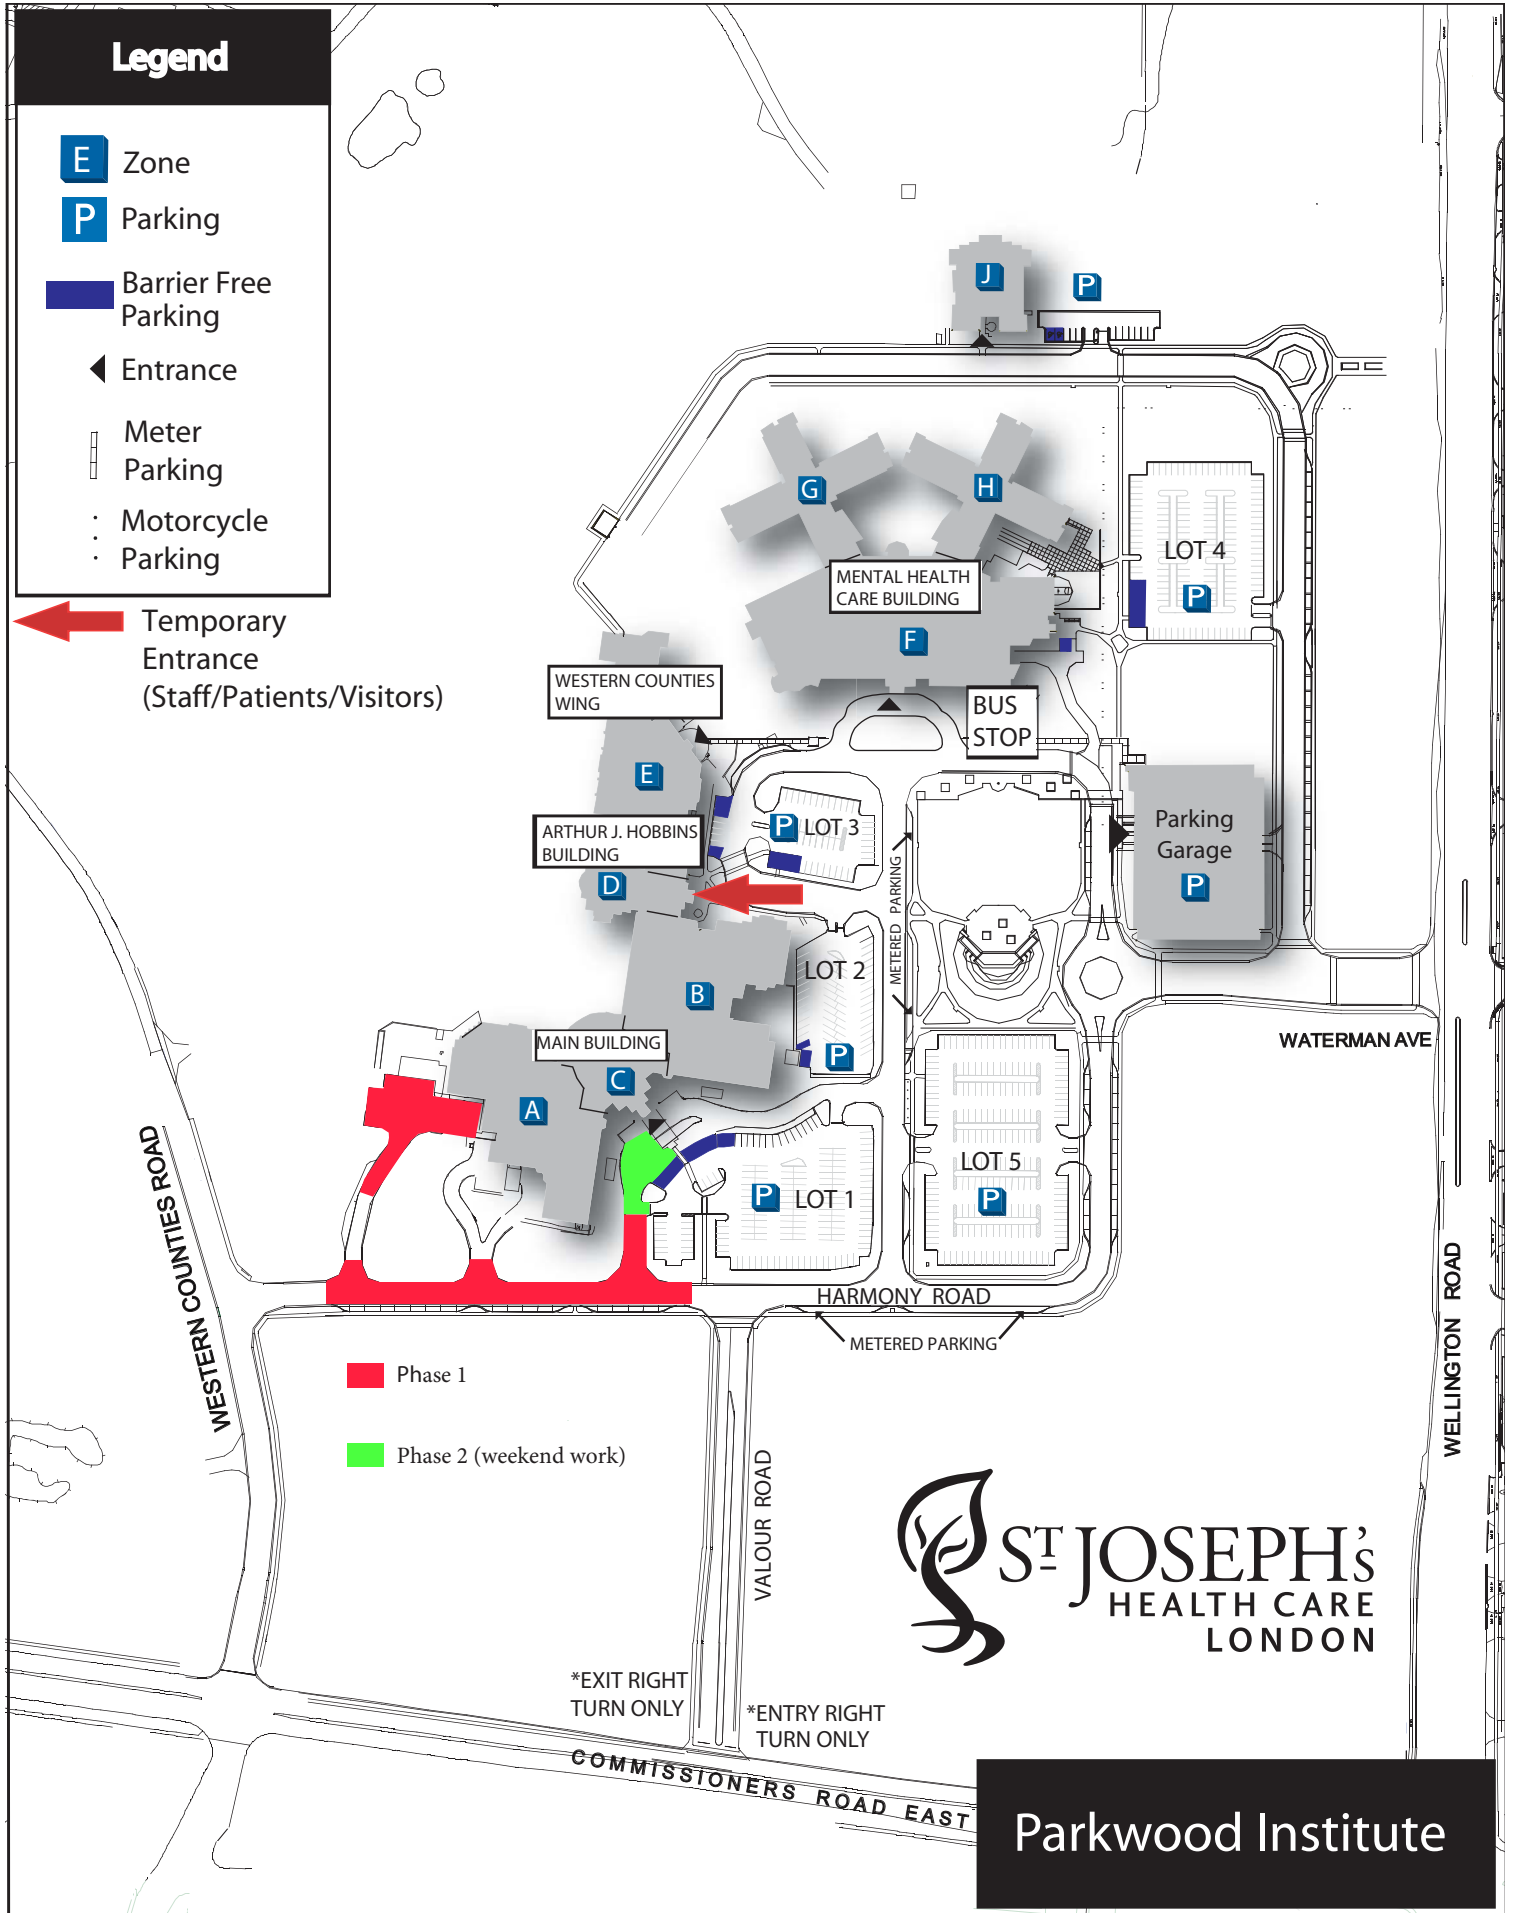 Legend
E Zone
P Parking
Barrier Free
Parking
Entrance
Meter
Parking
Motorcycle
Parking
Temporary
Entrance
(Staff/Patients/Visitors)
J
P
G
H
LOT 4
P
MENTAL HEALTH
CARE BUILDING
F
WESTERN COUNTIES
WING
BUS
STOP
E
ARTHUR J. HOBBINS
BUILDING
P LOT 3
Parking
Garage
P
D
METERED PARKING
METERED PARKING
LOT 2
P
B
WATERMAN AVE
MAIN BUILDING
C
A
LOT 5
P
P LOT 1
WESTERN COUNTIES ROAD
HARMONY ROAD
METERED PARKING
WELLINGTON ROAD
Phase 1
Phase 2 (weekend work)
VALOUR ROAD
ST JOSEPH'S
HEALTH CARE
LONDON
*EXIT RIGHT
TURN ONLY
*ENTRY RIGHT
TURN ONLY
COMMISSIONERS ROAD EAST
Parkwood Institute